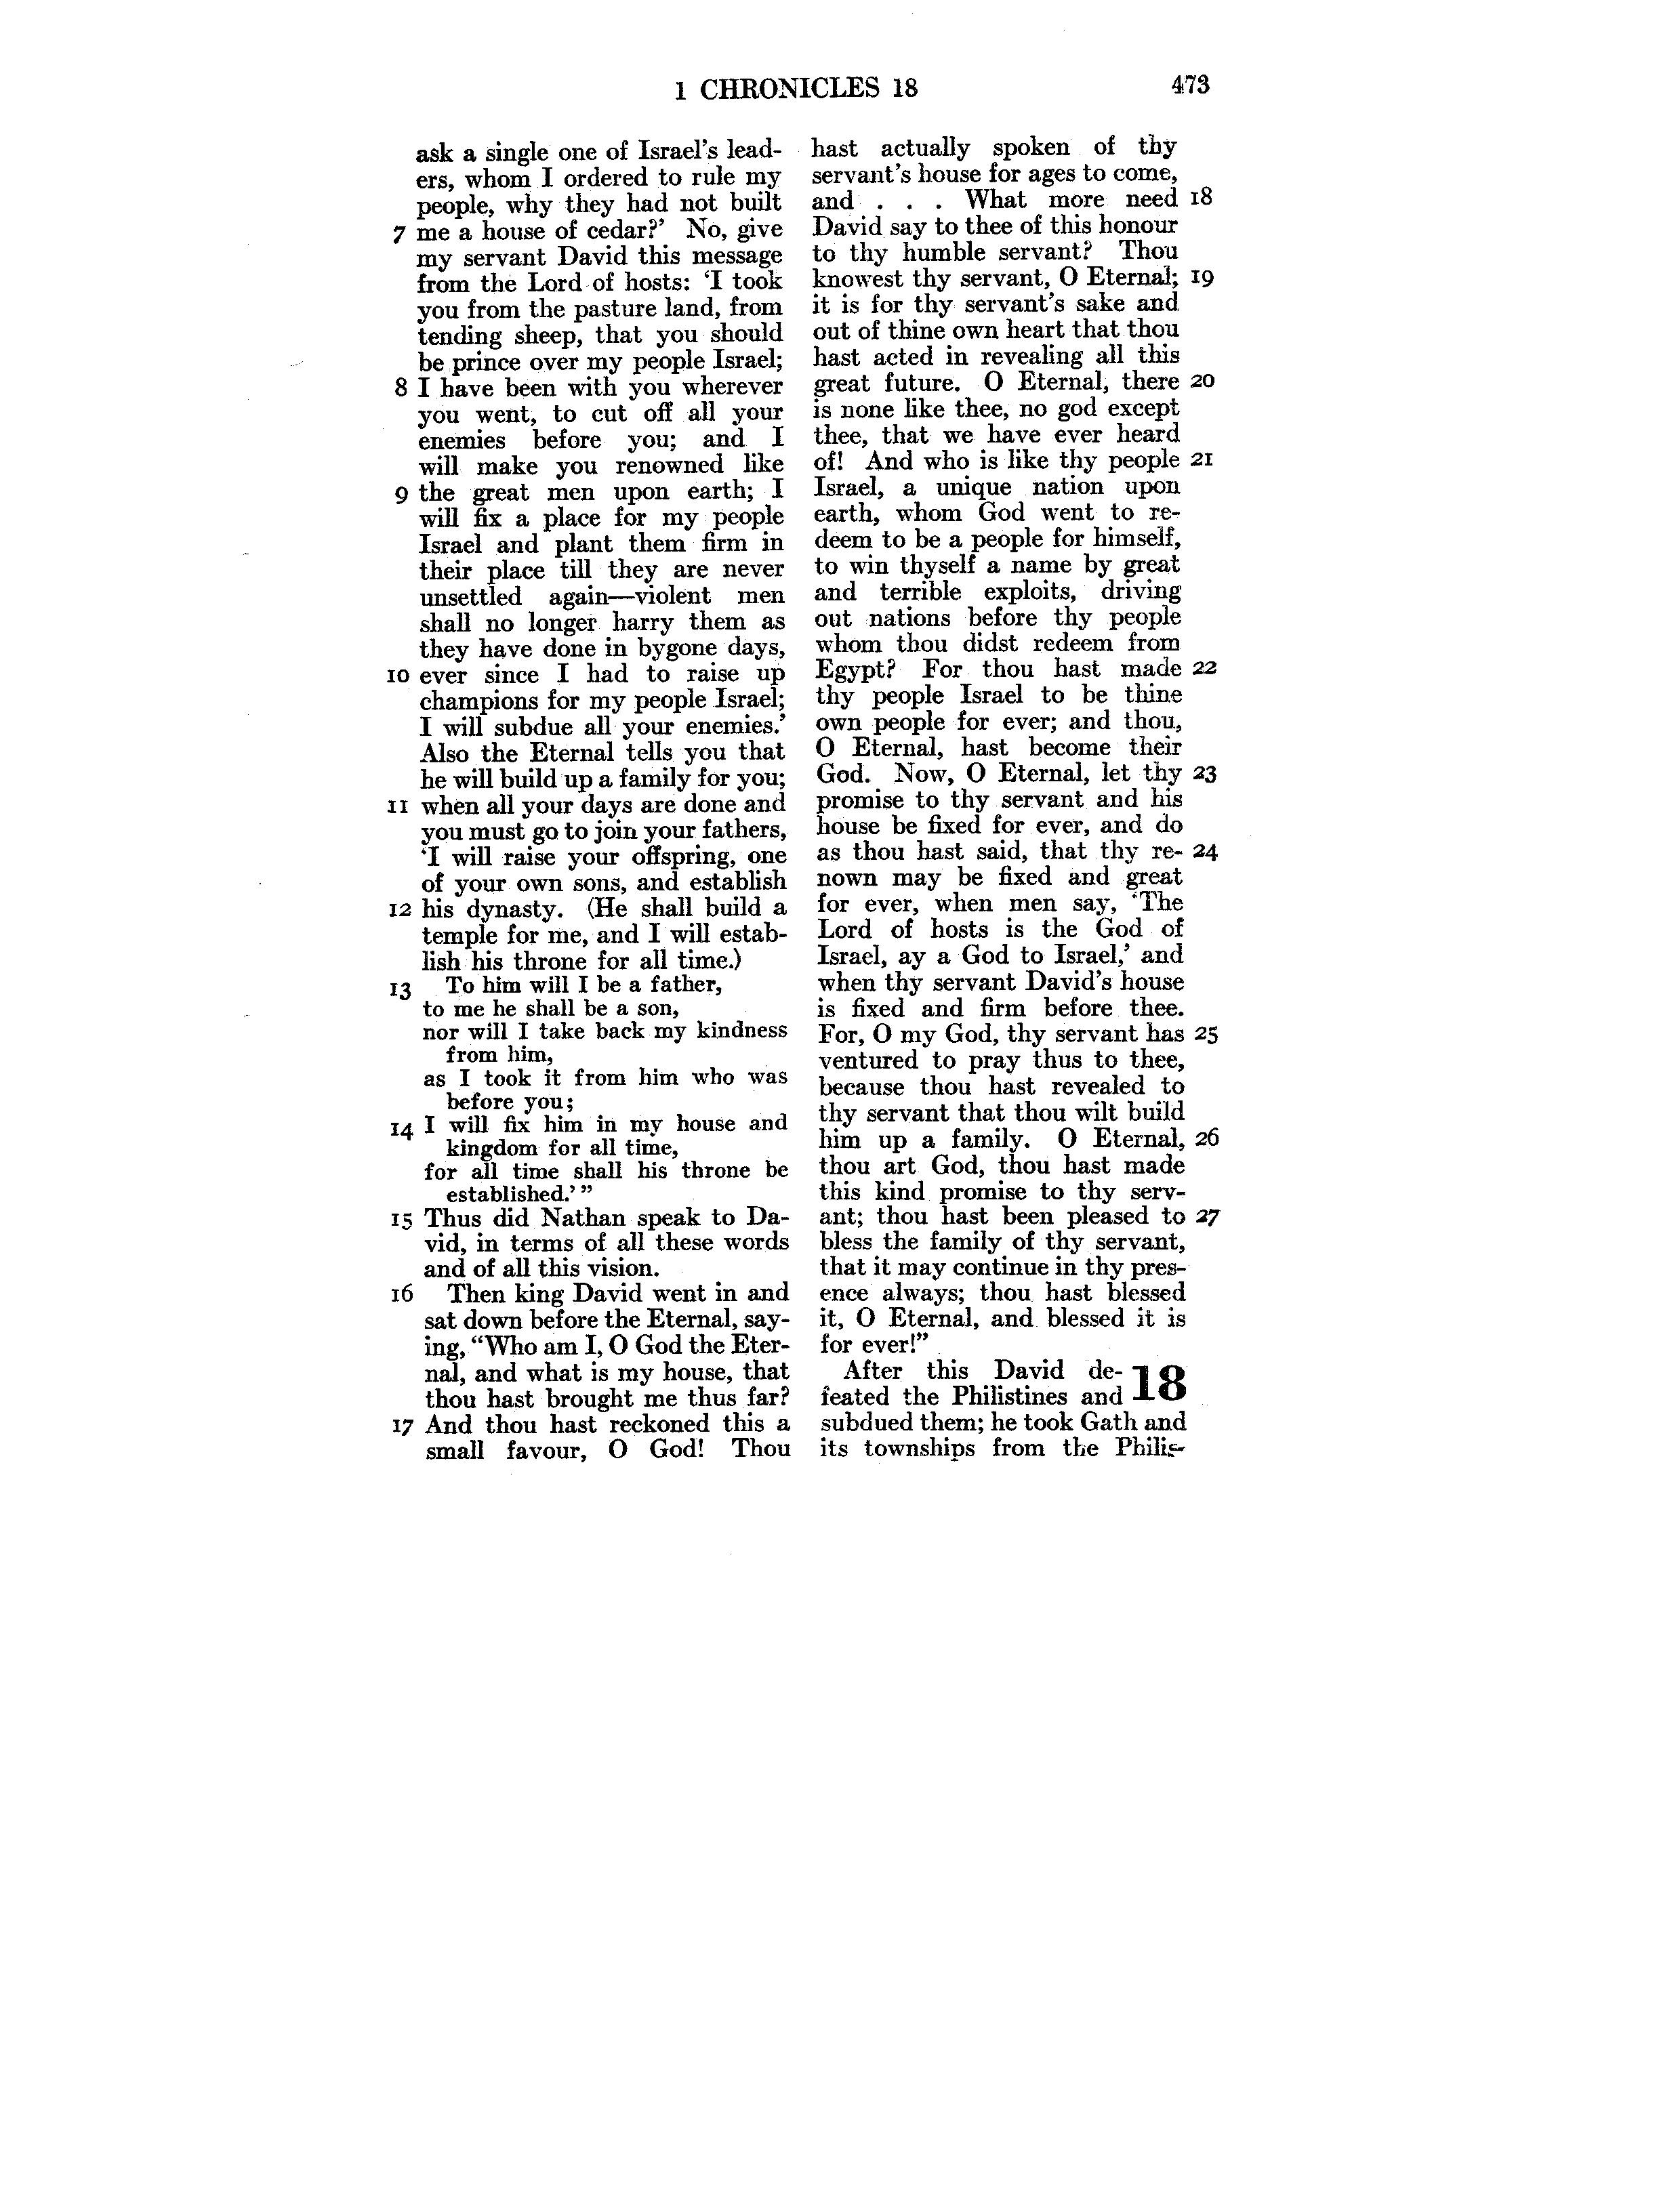 1 CHRONICLES 18 473
ask a single one of Israel's lead-
ers, whom I ordered to rule my
people, why they had not built
7 me a house of cedar?' No, give
my servant David this message
from the Lord of hosts: 'I took
you from the pasture land, from
tending sheep, that you should
be prince over my people Israel;
8 I have been with you wherever
you went, to cut off all your
enemies before you; and I
will make you renowned like
9 the great men upon earth; I
will fix a place for my people
Israel and plant them firm in
their place till they are never
unsettled again—violent men
shall no longer harry them as
they have done in bygone days,
10 ever since I had to raise up
champions for my people Israel;
I will subdue all your enemies.'
Also the Eternal tells you that
he will build up a family for you;
11 when all your days are done and
you must go to join your fathers,
'I will raise your offspring, one
of your own sons, and establish
12 his dynasty. (He shall build a
temple for me, and I will estab-
lish his throne for all time.)
13 To him will I be a father,
to me he shall be a son,
nor will I take back my kindness
from him,
as I took it from him who was
before you;
14 I will fix him in my house and
kingdom for all time,
for all time shall his throne be
established.' "
15 Thus did Nathan speak to Da-
vid, in terms of all these words
and of all this vision.
16 Then king David went in and
sat down before the Eternal, say-
ing, "Who am I, O God the Eter-
nal, and what is my house, that
thou hast brought me thus far?
17 And thou hast reckoned this a
small favour, O God! Thou
hast actually spoken of thy
servant's house for ages to come,
and . . . What more need 18
David say to thee of this honour
to thy humble servant? Thou
knowest thy servant, O Eternal; 19
it is for thy servant's sake and
out of thine own heart that thou
hast acted in revealing all this
great future. O Eternal, there 20
is none like thee, no god except
thee, that we have ever heard
of! And who is like thy people 21
Israel, a unique nation upon
earth, whom God went to re-
deem to be a people for himself,
to win thyself a name by great
and terrible exploits, driving
out nations before thy people
whom thou didst redeem from
Egypt? For thou hast made 22
thy people Israel to be thine
own people for ever; and thou,
O Eternal, hast become their
God. Now, O Eternal, let thy 23
promise to thy servant and his
house be fixed for ever, and do
as thou hast said, that thy re- 24
nown may be fixed and great
for ever, when men say, 'The
Lord of hosts is the God of
Israel, ay a God to Israel,' and
when thy servant David's house
is fixed and firm before thee.
For, O my God, thy servant has 25
ventured to pray thus to thee,
because thou hast revealed to
thy servant that thou wilt build
him up a family. O Eternal, 26
thou art God, thou hast made
this kind promise to thy serv-
ant; thou hast been pleased to 27
bless the family of thy servant,
that it may continue in thy pres-
ence always; thou hast blessed
it, O Eternal, and blessed it is
for ever!"
After this David de- 18
feated the Philistines and
subdued them; he took Gath and
its townships from the Philis-